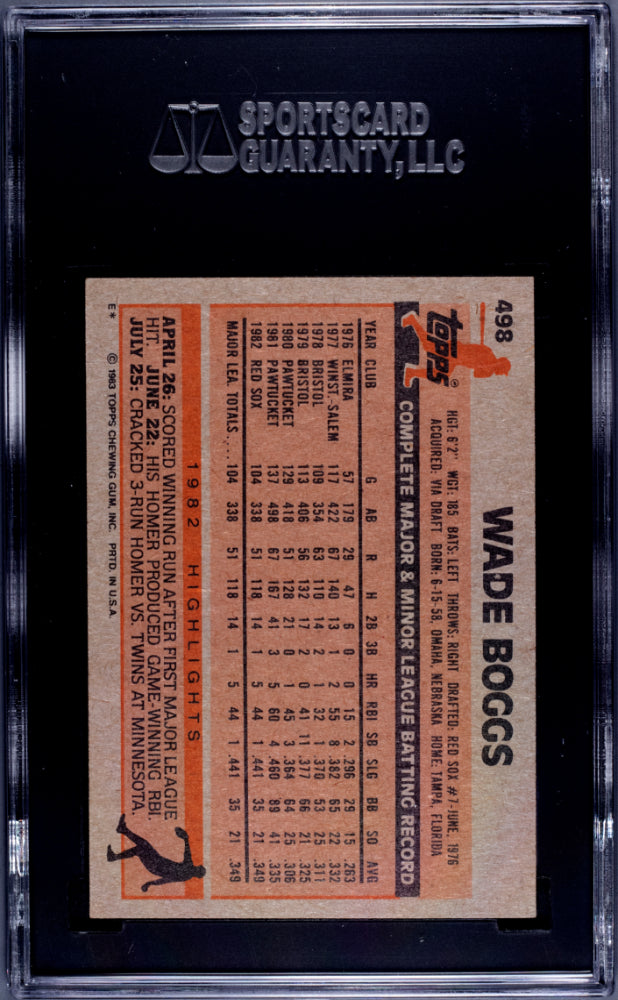 SPORTSCARD
GUARANTY, LLC
498
topps®
WADE BOGGS
HGT: 6'2" WGT: 185 BATS: LEFT THROWS: RIGHT DRAFTED: RED SOX #7-JUNE, 1976
ACQUIRED: VIA DRAFT BORN: 6-15-58, OMAHA, NEBRASKA HOME: TAMPA, FLORIDA
COMPLETE MAJOR & MINOR LEAGUE BATTING RECORD
YEAR CLUB G AB R H 2B 3B HR RBI SB SLG BB SO AVG
1976 ELMIRA 57 179 29 47 6 0 0 15 2 .296 29 15 .263
1977 WINST.-SALEM 117 422 67 140 13 1 2 55 8 .382 65 22 .332
1978 BRISTOL 109 354 63 110 14 2 1 32 1 .370 53 25 .311
1979 BRISTOL 113 406 56 132 17 2 0 41 11 .377 66 21 .325
1980 PAWTUCKET 129 418 51 128 21 0 1 45 3 .364 64 25 .306
1981 PAWTUCKET 137 498 67 167 41 3 5 60 4 .460 89 41 .335
1982 RED SOX 104 338 51 118 14 1 5 44 1 .441 35 21 .349
MAJOR LEA. TOTALS.... 104 338 51 118 14 1 5 44 1 .441 35 21 .349
1982 HIGHLIGHTS
APRIL 26: SCORED WINNING RUN AFTER FIRST MAJOR LEAGUE
HIT. JUNE 22: HIS HOMER PRODUCED GAME-WINNING RBI.
JULY 25: CRACKED 3-RUN HOMER VS. TWINS AT MINNESOTA.
E* © 1983 TOPPS CHEWING GUM, INC. PRTD. IN U.S.A.